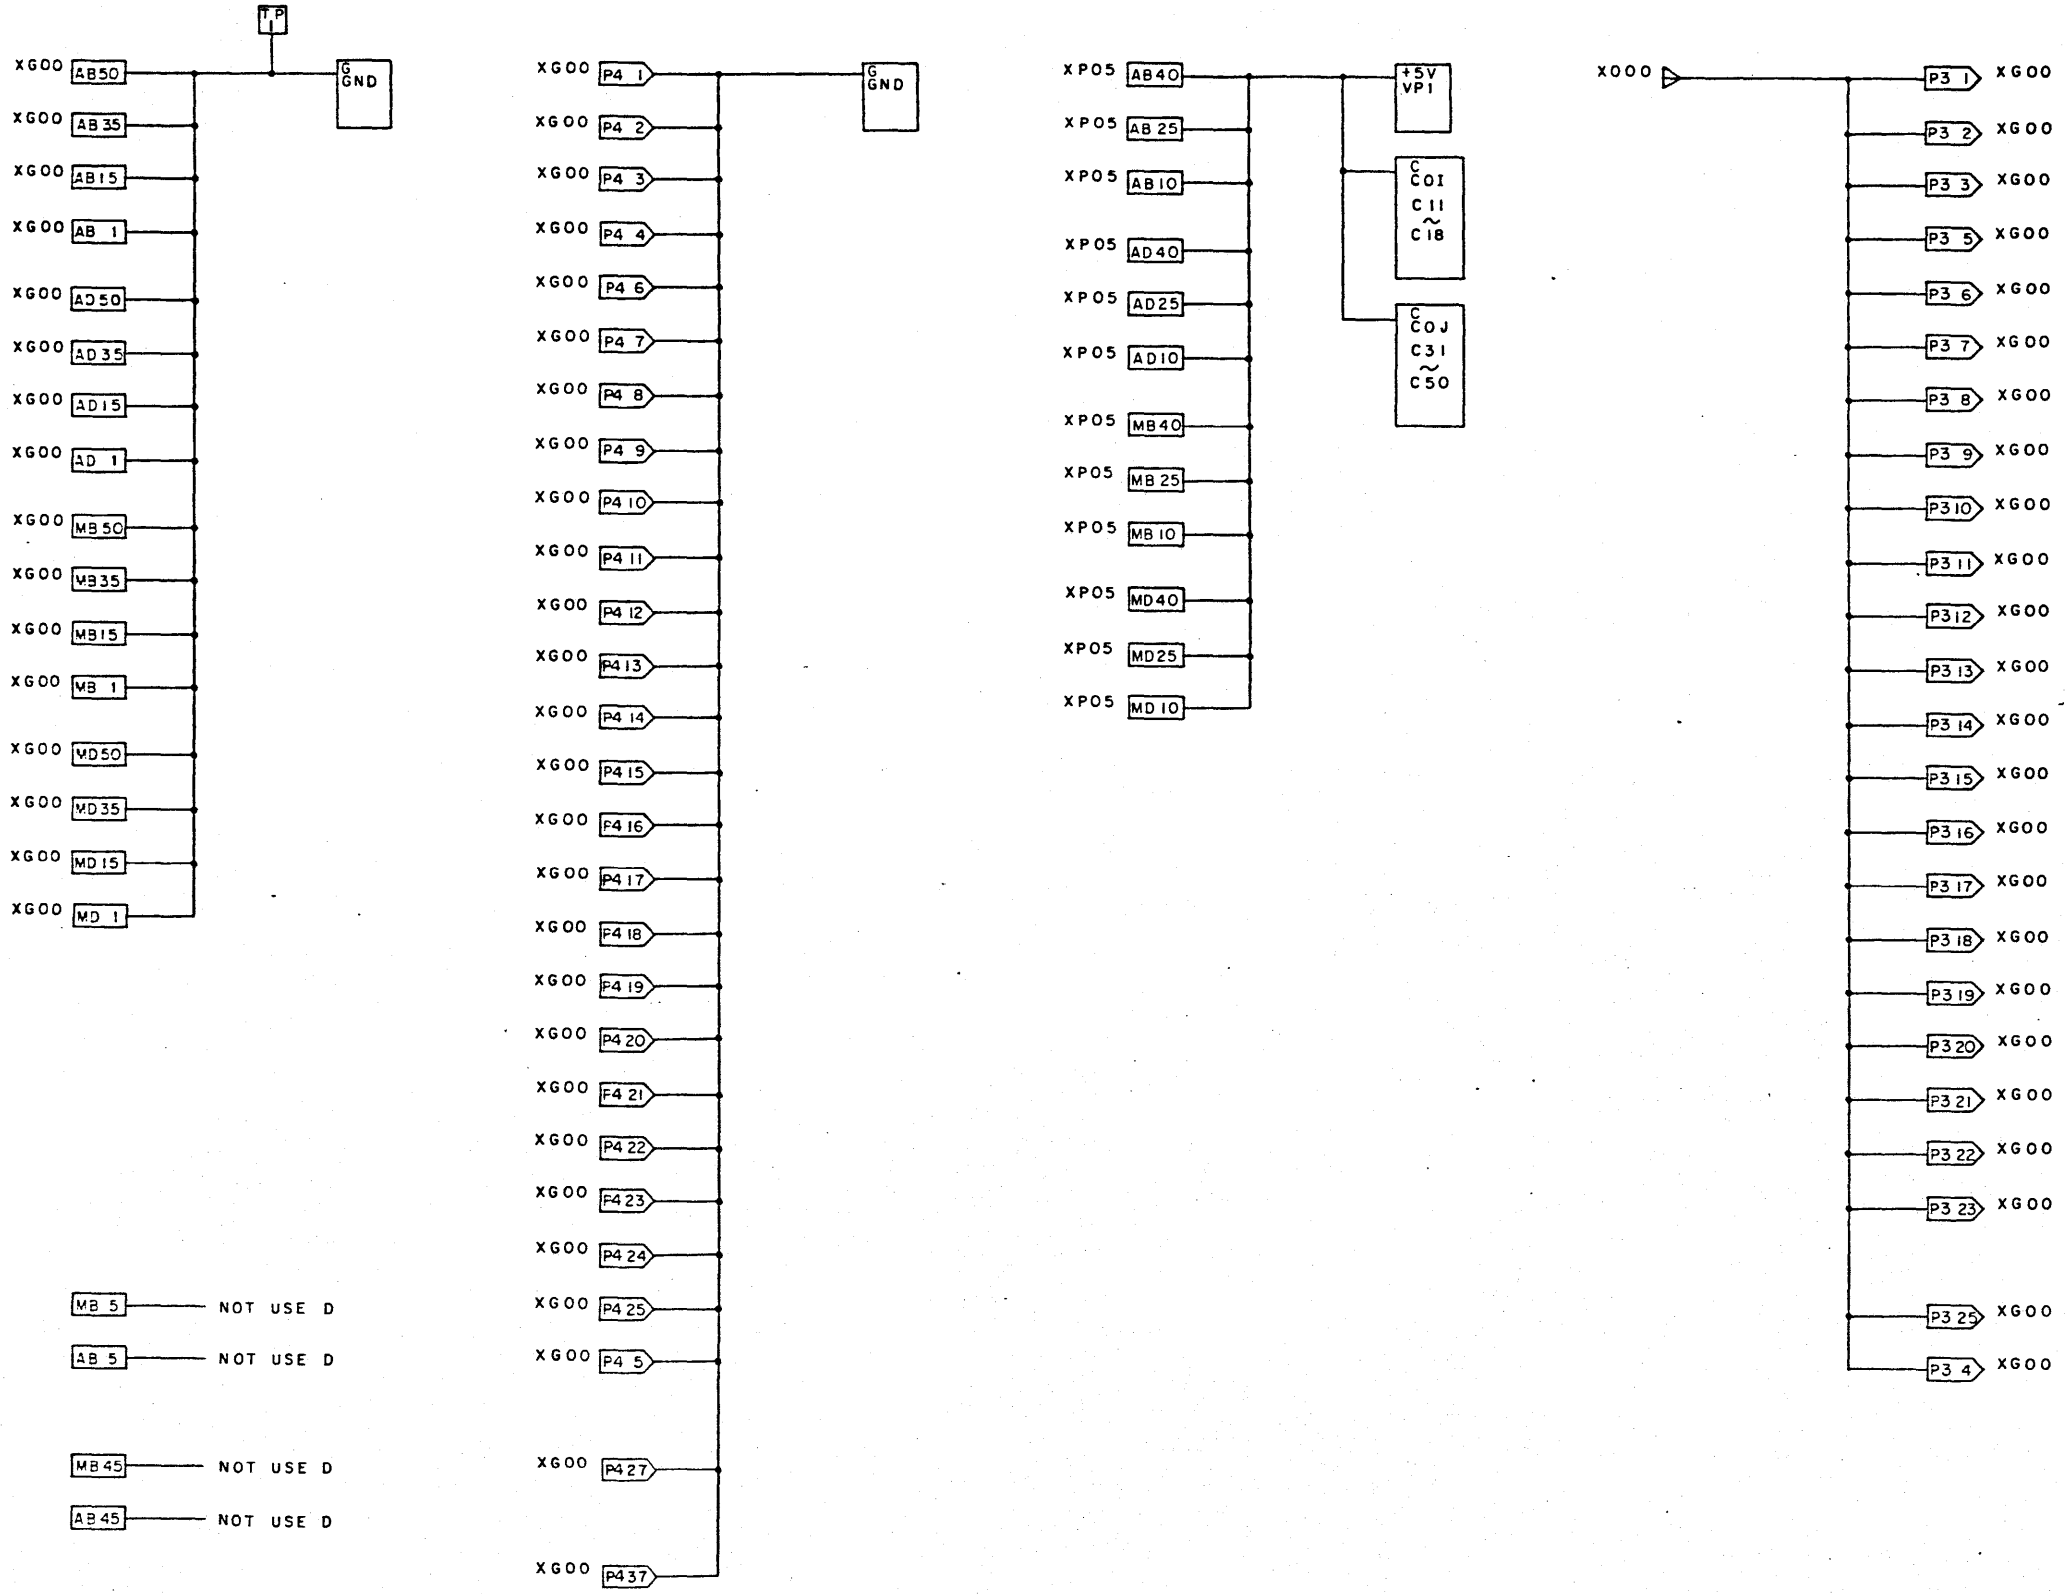 TP
XG00 AB50
G
GND
XG00 AB35
XG00 AB15
XG00 AB 1
XG00 AD50
XG00 AD35
XG00 AD15
XG00 AD 1
XG00 MB50
XG00 MB35
XG00 MB15
XG00 MB 1
XG00 MD50
XG00 MD35
XG00 MD15
XG00 MD 1
MB 5 NOT USE D
AB 5 NOT USE D
MB45 NOT USE D
AB45 NOT USE D
XG00 P4 1
G
GND
XG00 P4 2
XG00 P4 3
XG00 P4 4
XG00 P4 6
XG00 P4 7
XG00 P4 8
XG00 P4 9
XG00 P4 10
XG00 P4 11
XG00 P4 12
XG00 P4 13
XG00 P4 14
XG00 P4 15
XG00 P4 16
XG00 P4 17
XG00 P4 18
XG00 P4 19
XG00 P4 20
XG00 P4 21
XG00 P4 22
XG00 P4 23
XG00 P4 24
XG00 P4 25
XG00 P4 5
XG00 P4 27
XG00 P4 37
XP05 AB40
+5V
VP1
XP05 AB25
XP05 AB10
C
C0I
C11
~
C18
XP05 AD40
XP05 AD25
C
C0J
C31
~
C50
XP05 AD10
XP05 MB40
XP05 MB25
XP05 MB10
XP05 MD40
XP05 MD25
XP05 MD10
X000
P3 1 XG00
P3 2 XG00
P3 3 XG00
P3 5 XG00
P3 6 XG00
P3 7 XG00
P3 8 XG00
P3 9 XG00
P3 10 XG00
P3 11 XG00
P3 12 XG00
P3 13 XG00
P3 14 XG00
P3 15 XG00
P3 16 XG00
P3 17 XG00
P3 18 XG00
P3 19 XG00
P3 20 XG00
P3 21 XG00
P3 22 XG00
P3 23 XG00
P3 25 XG00
P3 4 XG00